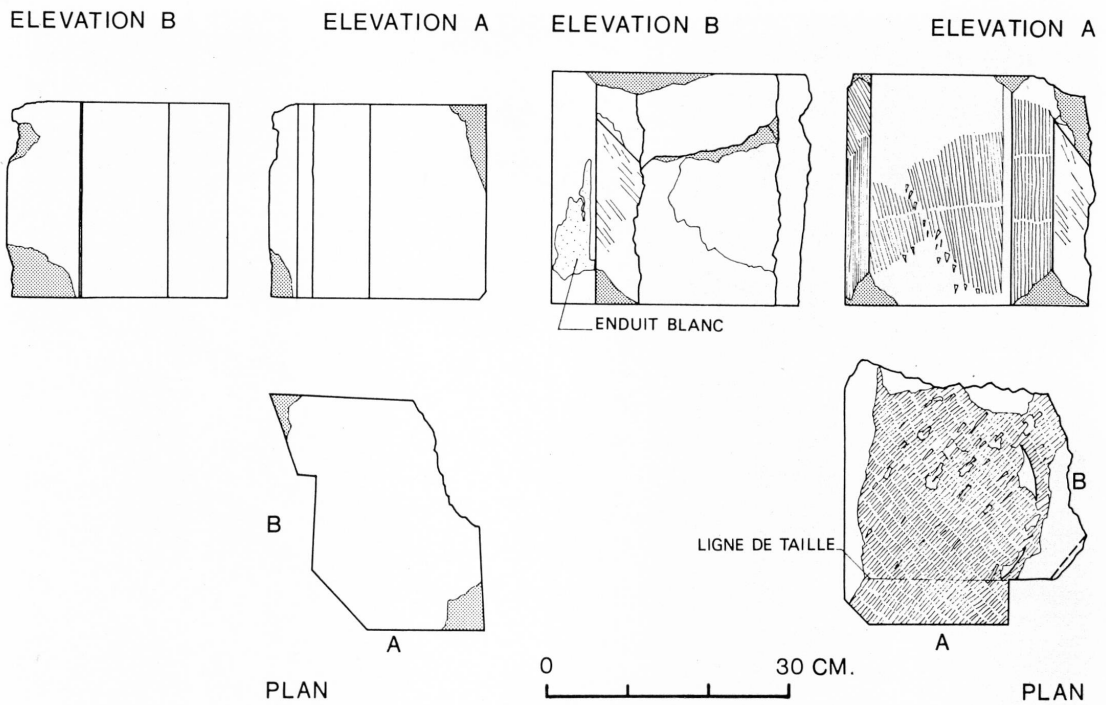 ELEVATION B
ELEVATION A
ELEVATION B
ELEVATION A
ENDUIT BLANC
B
B
LIGNE DE TAILLE
A
A
0 30 CM.
PLAN
PLAN